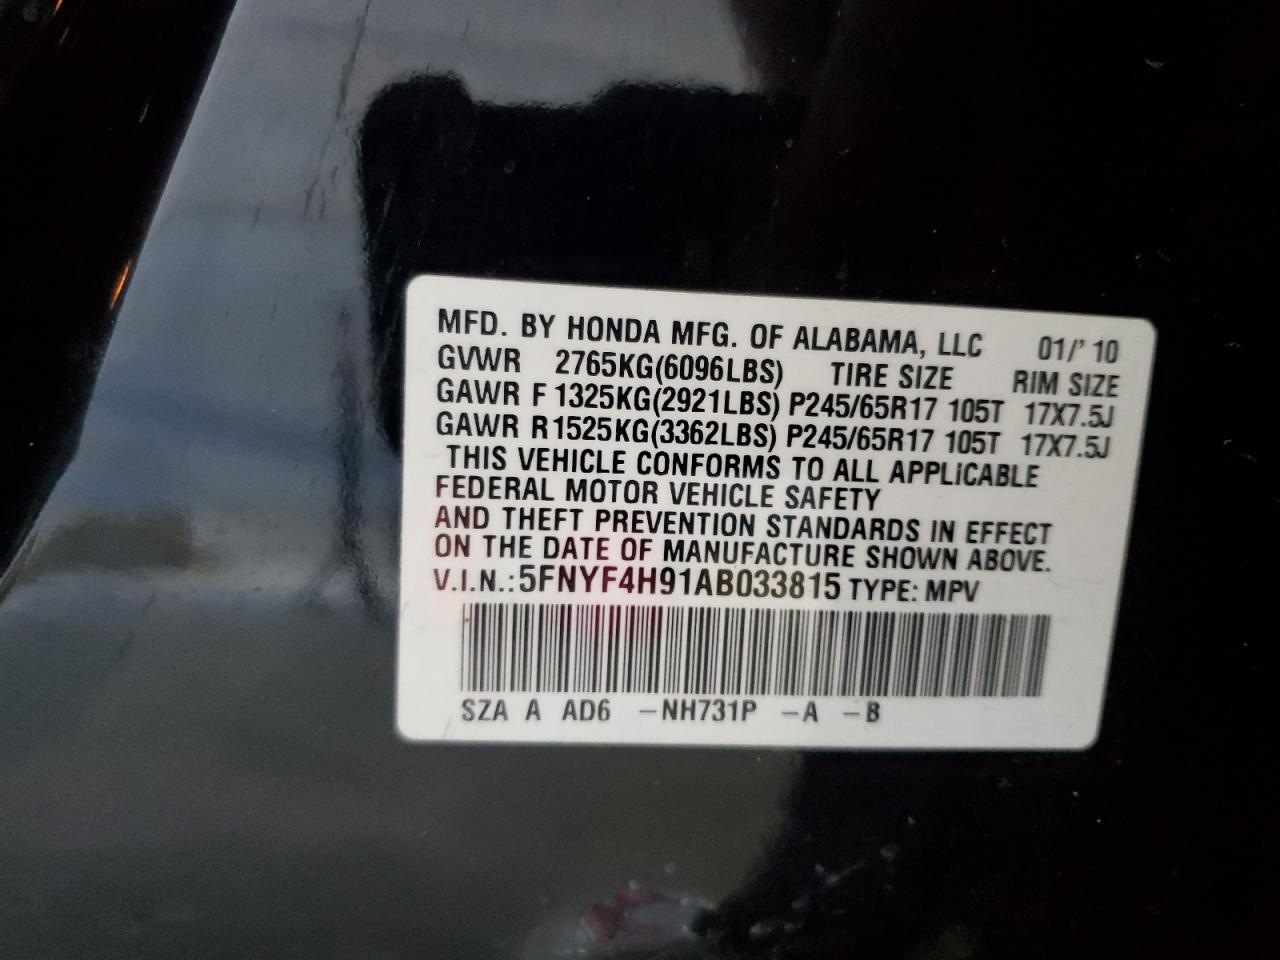 MFD. BY HONDA MFG. OF ALABAMA, LLC 01/' 10
GVWR 2765KG(6096LBS) TIRE SIZE RIM SIZE
GAWR F 1325KG(2921LBS) P245/65R17 105T 17X7.5J
GAWR R1525KG(3362LBS) P245/65R17 105T 17X7.5J
THIS VEHICLE CONFORMS TO ALL APPLICABLE
FEDERAL MOTOR VEHICLE SAFETY
AND THEFT PREVENTION STANDARDS IN EFFECT
ON THE DATE OF MANUFACTURE SHOWN ABOVE.
V.I.N.: 5FNYF4H91AB033815 TYPE: MPV
SZA A AD6 -NH731P -A -B